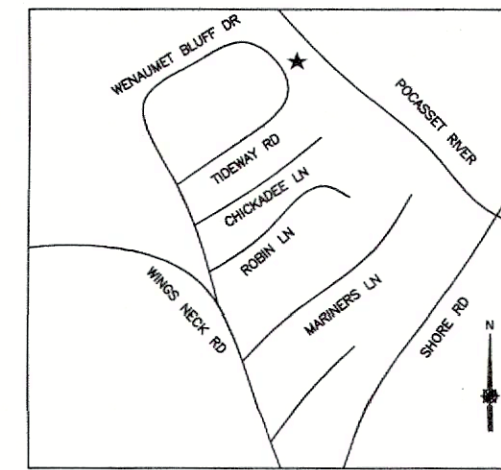 WENAUMET BLUFF DR
POCASSET RIVER
TIDEWAY RD
CHICKADEE LN
ROBIN LN
WINGS NECK RD
MARINERS LN
SHORE RD
N